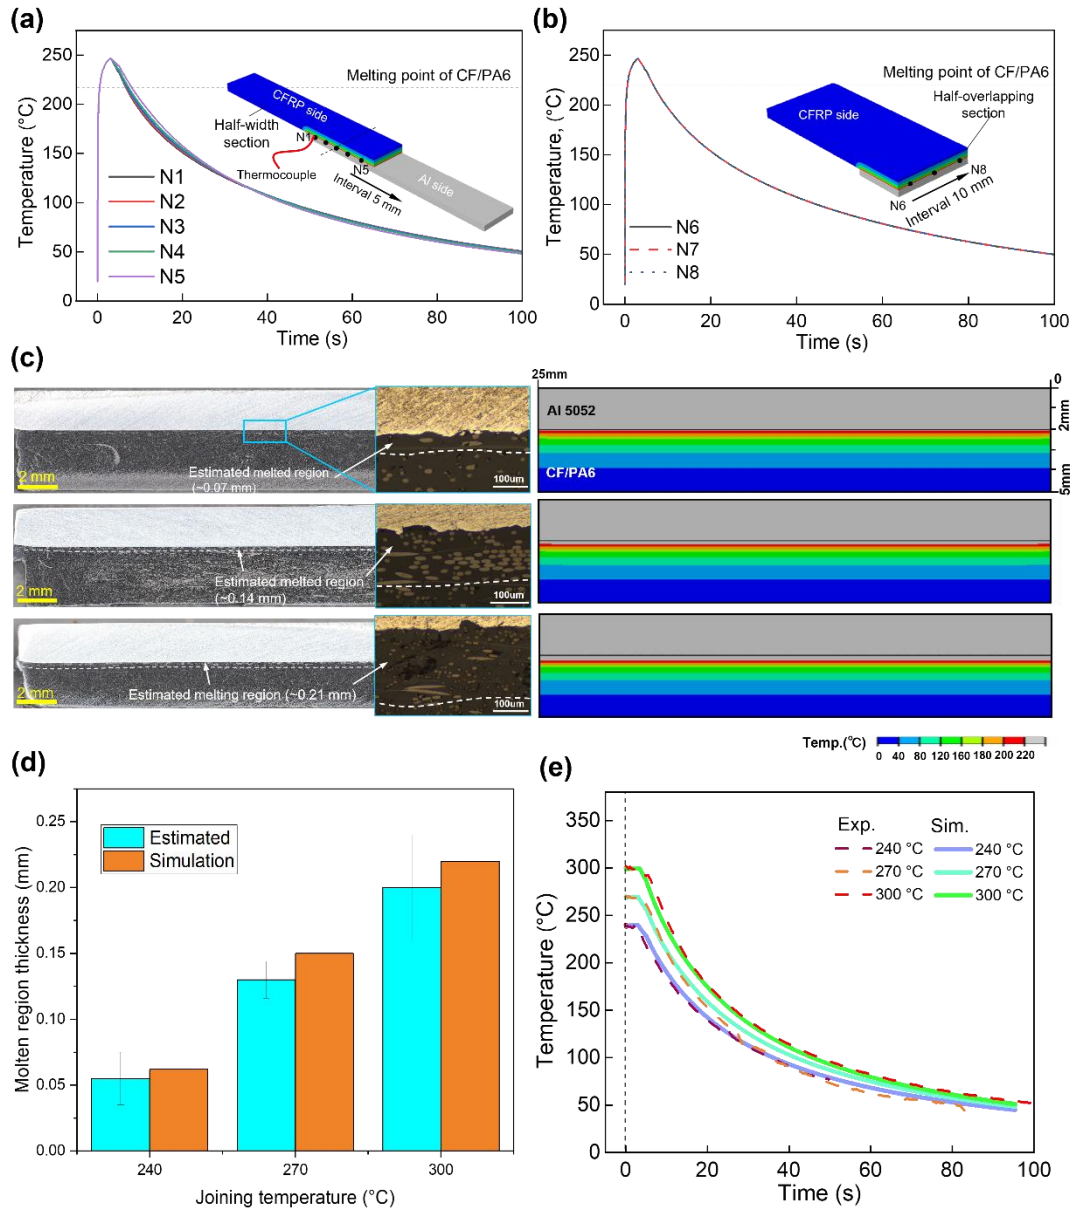 (a)
250
200
150
100
50
0
Temperature (°C)
0
20
40
60
80
100
Time (s)
Melting point of CF/PA6
CFRP side
Half-width
section
N1
Thermocouple
N5
Al side
Interval 5 mm
N1
N2
N3
N4
N5
(b)
250
200
150
100
50
0
Temperature, (°C)
0
20
40
60
80
100
Time (s)
Melting point of CF/PA6
Half-overlapping
section
CFRP side
N8
N6
Interval 10 mm
N6
N7
N8
(c)
Estimated melted region
(~0.07 mm)
2 mm
100um
Estimated melted region
(~0.14 mm)
2 mm
100um
Estimated melting region (~0.21 mm)
2 mm
100um
25mm
0
Al 5052
2mm
CF/PA6
5mm
Temp.(°C)
0 40 80 120 160 180 200 220
(d)
0.25
0.20
0.15
0.10
0.05
0.00
Molten region thickness (mm)
Estimated
Simulation
240
270
300
Joining temperature (°C)
(e)
350
300
250
200
150
100
50
0
Temperature (°C)
Exp. Sim.
240 °C 240 °C
270 °C 270 °C
300 °C 300 °C
0
20
40
60
80
100
Time (s)